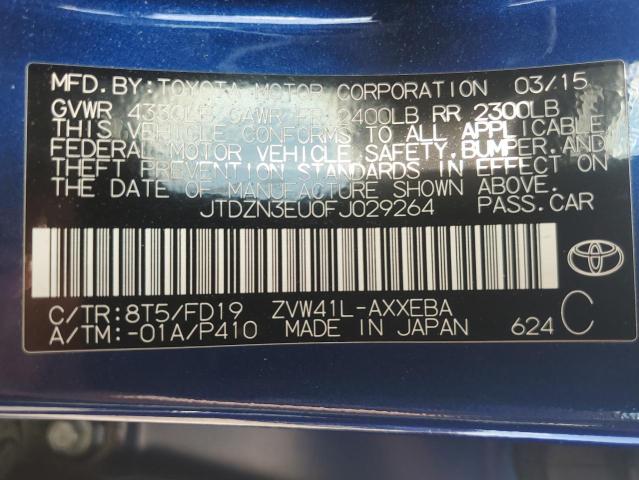 MFD.BY:TOYOTA MOTOR CORPORATION 03/15
GVWR 4330LB GAWR FR 2400LB RR 2300LB
THIS VEHICLE CONFORMS TO ALL APPLICABLE
FEDERAL MOTOR VEHICLE SAFETY,BUMPER,AND
THEFT PREVENTION STANDARDS IN EFFECT ON
THE DATE OF MANUFACTURE SHOWN ABOVE.
JTDZN3EU0FJ029264 PASS.CAR
C/TR:8T5/FD19 ZVW41L-AXXEBA
A/TM:-01A/P410 MADE IN JAPAN 624 C